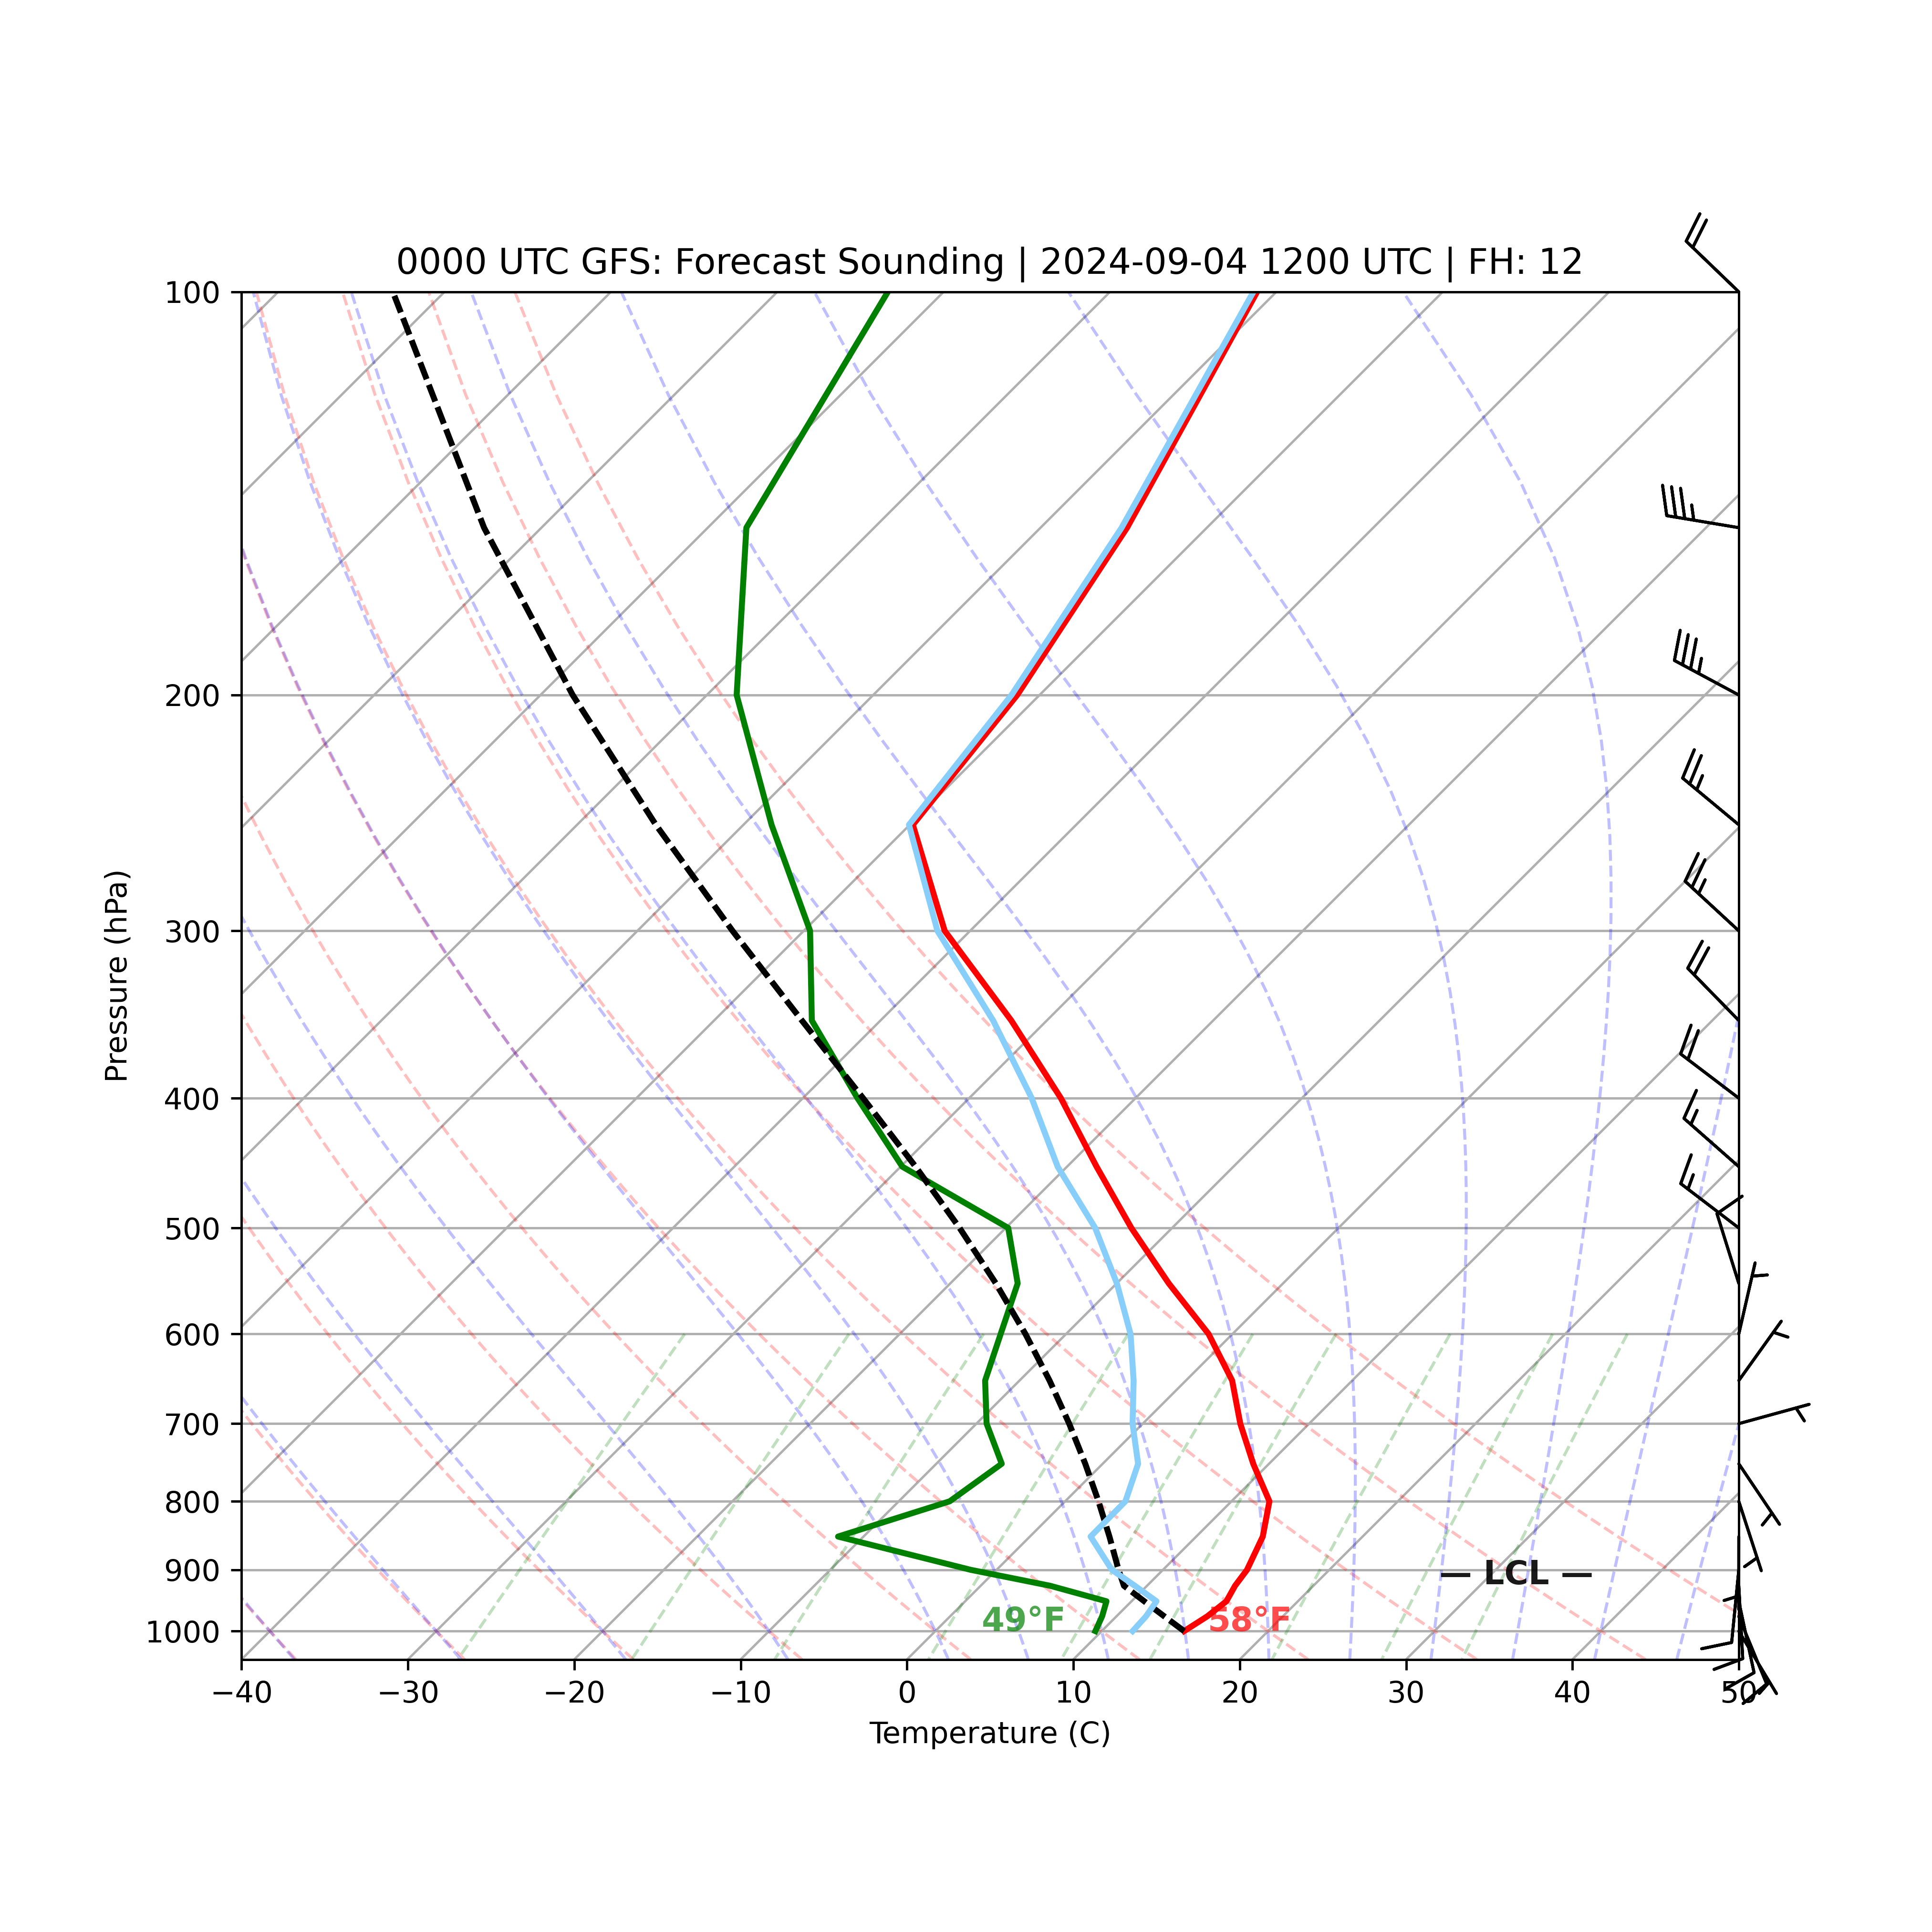 0000 UTC GFS: Forecast Sounding | 2024-09-04 1200 UTC | FH: 12
100
200
300
400
500
600
700
800
900
1000
Pressure (hPa)
— LCL —
49°F
58°F
−40 −30 −20 −10 0 10 20 30 40 50
Temperature (C)